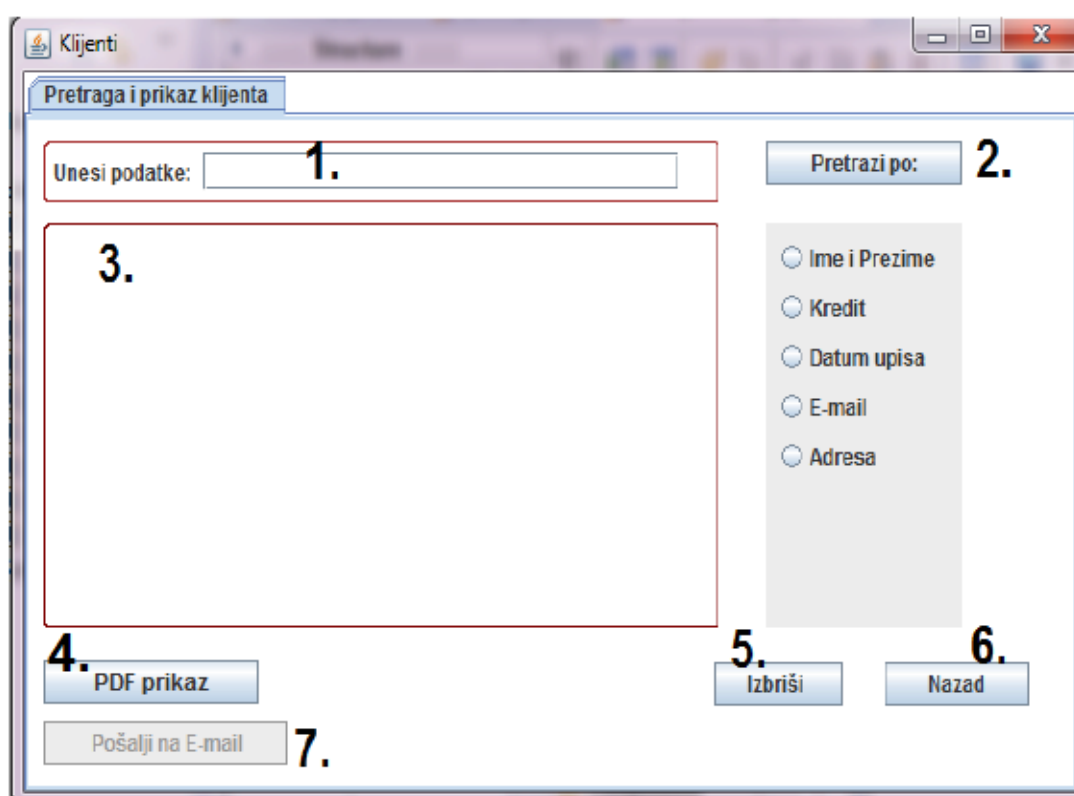 Klijenti
Structure
Pretraga i prikaz klijenta
Unesi podatke: 1.
Pretrazi po: 2.
3.
Ime i Prezime
Kredit
Datum upisa
E-mail
Adresa
4.
PDF prikaz
5.
Izbriši
6.
Nazad
Pošalji na E-mail 7.